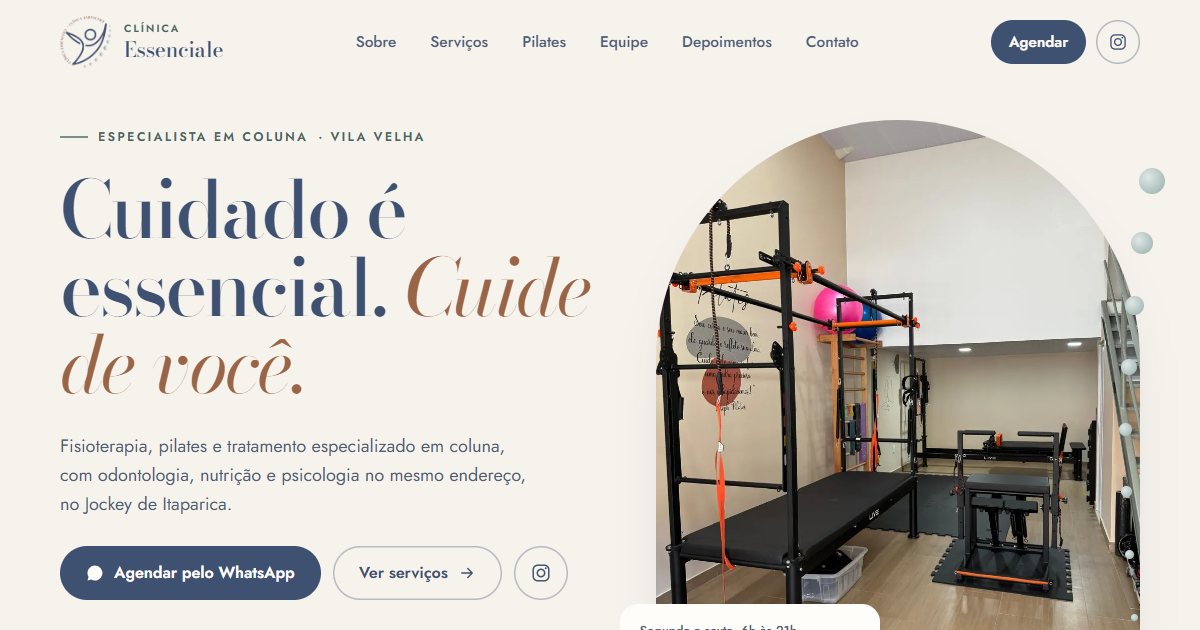 CLÍNICA
Essenciale
Sobre
Serviços
Pilates
Equipe
Depoimentos
Contato
Agendar
ESPECIALISTA EM COLUNA · VILA VELHA
Cuidado é
essencial. Cuide
de você.
Fisioterapia, pilates e tratamento especializado em coluna,
com odontologia, nutrição e psicologia no mesmo endereço,
no Jockey de Itaparica.
Agendar pelo WhatsApp
Ver serviços
Pilates
LIVE